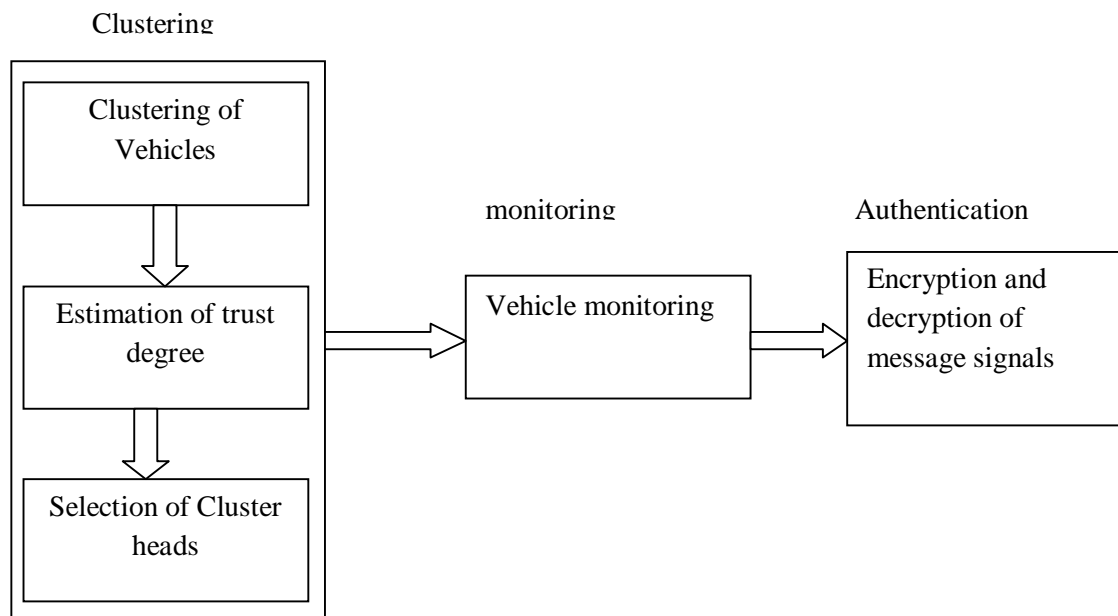 Clustering
Clustering of
Vehicles
Estimation of trust
degree
Selection of Cluster
heads
monitoring
Vehicle monitoring
Authentication
Encryption and
decryption of
message signals